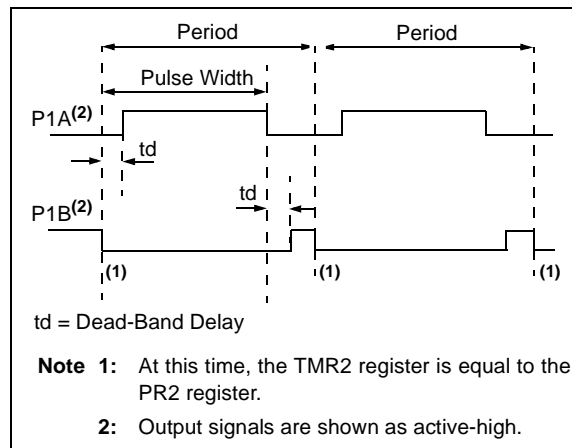 Period Period
Pulse Width
P1A(2)
td
td
P1B(2)
(1) (1) (1)
td = Dead-Band Delay
Note 1: At this time, the TMR2 register is equal to the
PR2 register.
2: Output signals are shown as active-high.